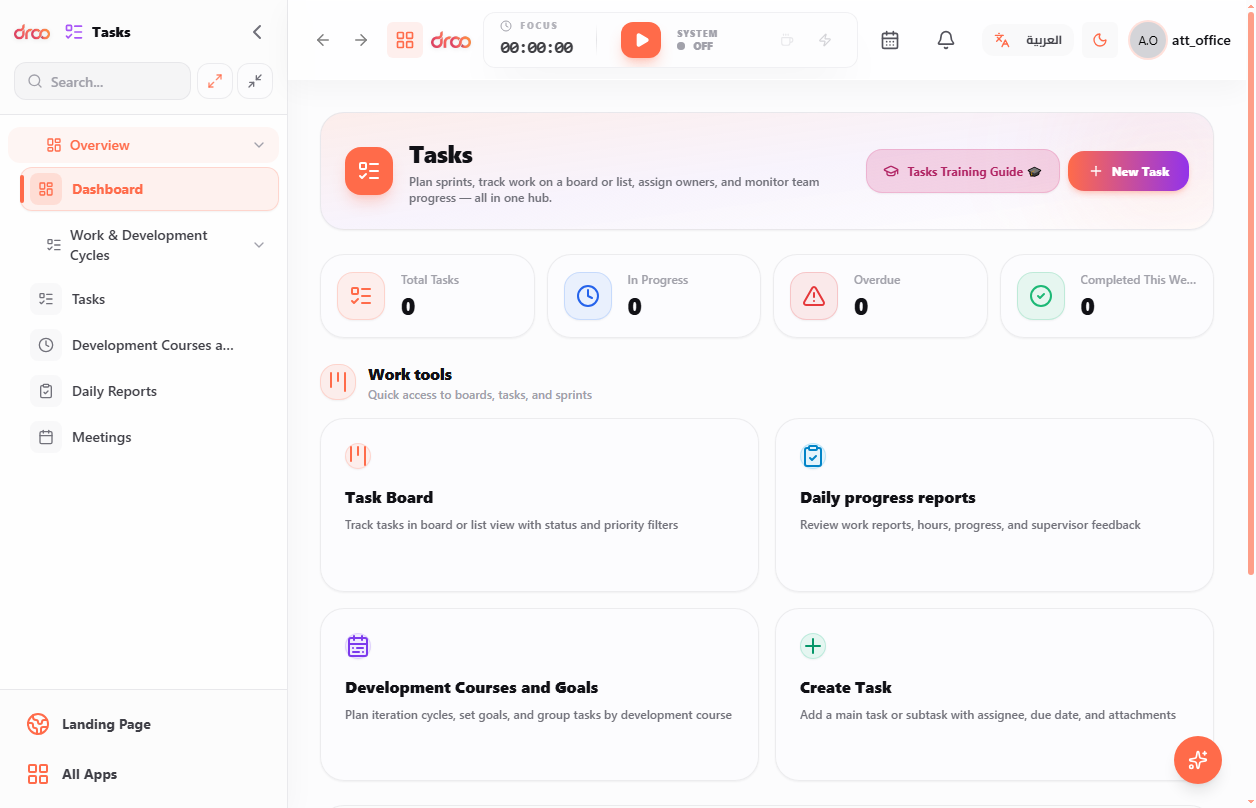 droo
Tasks
Search...
Overview
Dashboard
Work & Development
Cycles
Tasks
Development Courses a...
Daily Reports
Meetings
Landing Page
All Apps
droo
FOCUS
00:00:00
SYSTEM
OFF
العربية
A.O
att_office
Tasks
Plan sprints, track work on a board or list, assign owners, and monitor team
progress — all in one hub.
Tasks Training Guide 🎓
New Task
Total Tasks
0
In Progress
0
Overdue
0
Completed This We...
0
Work tools
Quick access to boards, tasks, and sprints
Task Board
Track tasks in board or list view with status and priority filters
Daily progress reports
Review work reports, hours, progress, and supervisor feedback
Development Courses and Goals
Plan iteration cycles, set goals, and group tasks by development course
Create Task
Add a main task or subtask with assignee, due date, and attachments